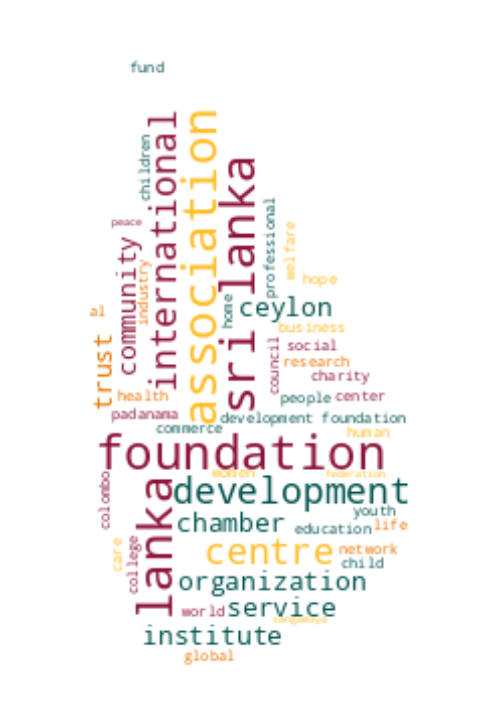 fund
children
international
association
sri lanka
peace
community
industry
professional
welfare
hope
home
ceylon
al
trust
business
council
social
research
charity
health
people
center
padanama
development foundation
commerce
human
foundation
women
federation
colombo
lanka
development
youth
chamber
education
life
centre
network
care
college
child
organization
world
service
institute
global